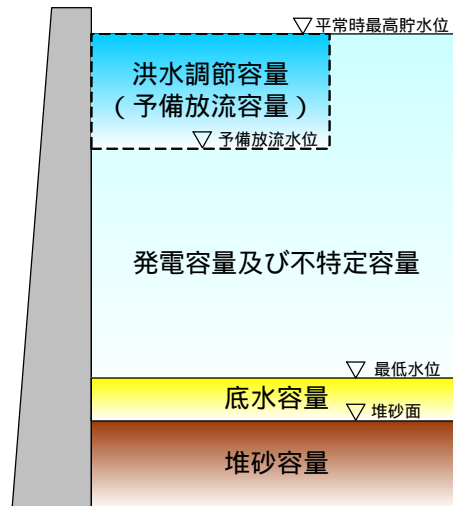 ▽平常時最高貯水位
洪水調節容量
(予備放流容量)
▽ 予備放流水位
発電容量及び不特定容量
▽ 最低水位
底水容量
▽ 堆砂面
堆砂容量